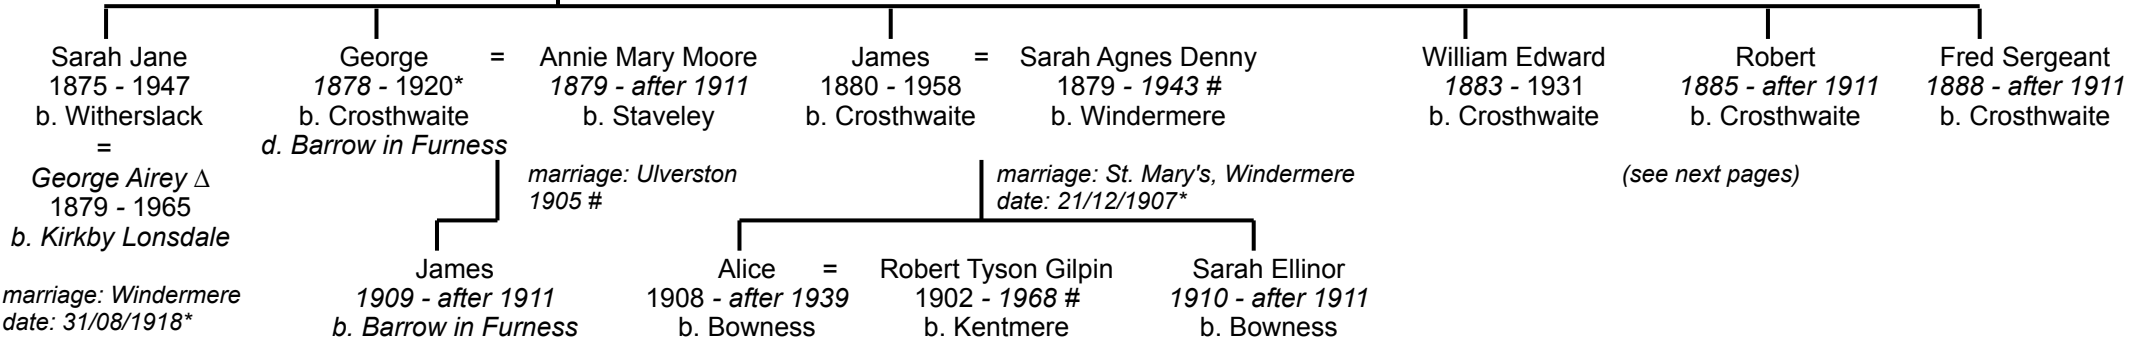 Sarah Jane
1875 - 1947
b. Witherslack
=
George Airey Δ
1879 - 1965
b. Kirkby Lonsdale
marriage: Windermere
date: 31/08/1918*
George = Annie Mary Moore
1878 - 1920* 1879 - after 1911
b. Crosthwaite b. Staveley
d. Barrow in Furness
marriage: Ulverston
1905 #
James
1909 - after 1911
b. Barrow in Furness
James = Sarah Agnes Denny
1880 - 1958 1879 - 1943 #
b. Crosthwaite b. Windermere
marriage: St. Mary's, Windermere
date: 21/12/1907*
Alice = Robert Tyson Gilpin
1908 - after 1939 1902 - 1968 #
b. Bowness b. Kentmere
Sarah Ellinor
1910 - after 1911
b. Bowness
William Edward
1883 - 1931
b. Crosthwaite
Robert
1885 - after 1911
b. Crosthwaite
Fred Sergeant
1888 - after 1911
b. Crosthwaite
(see next pages)